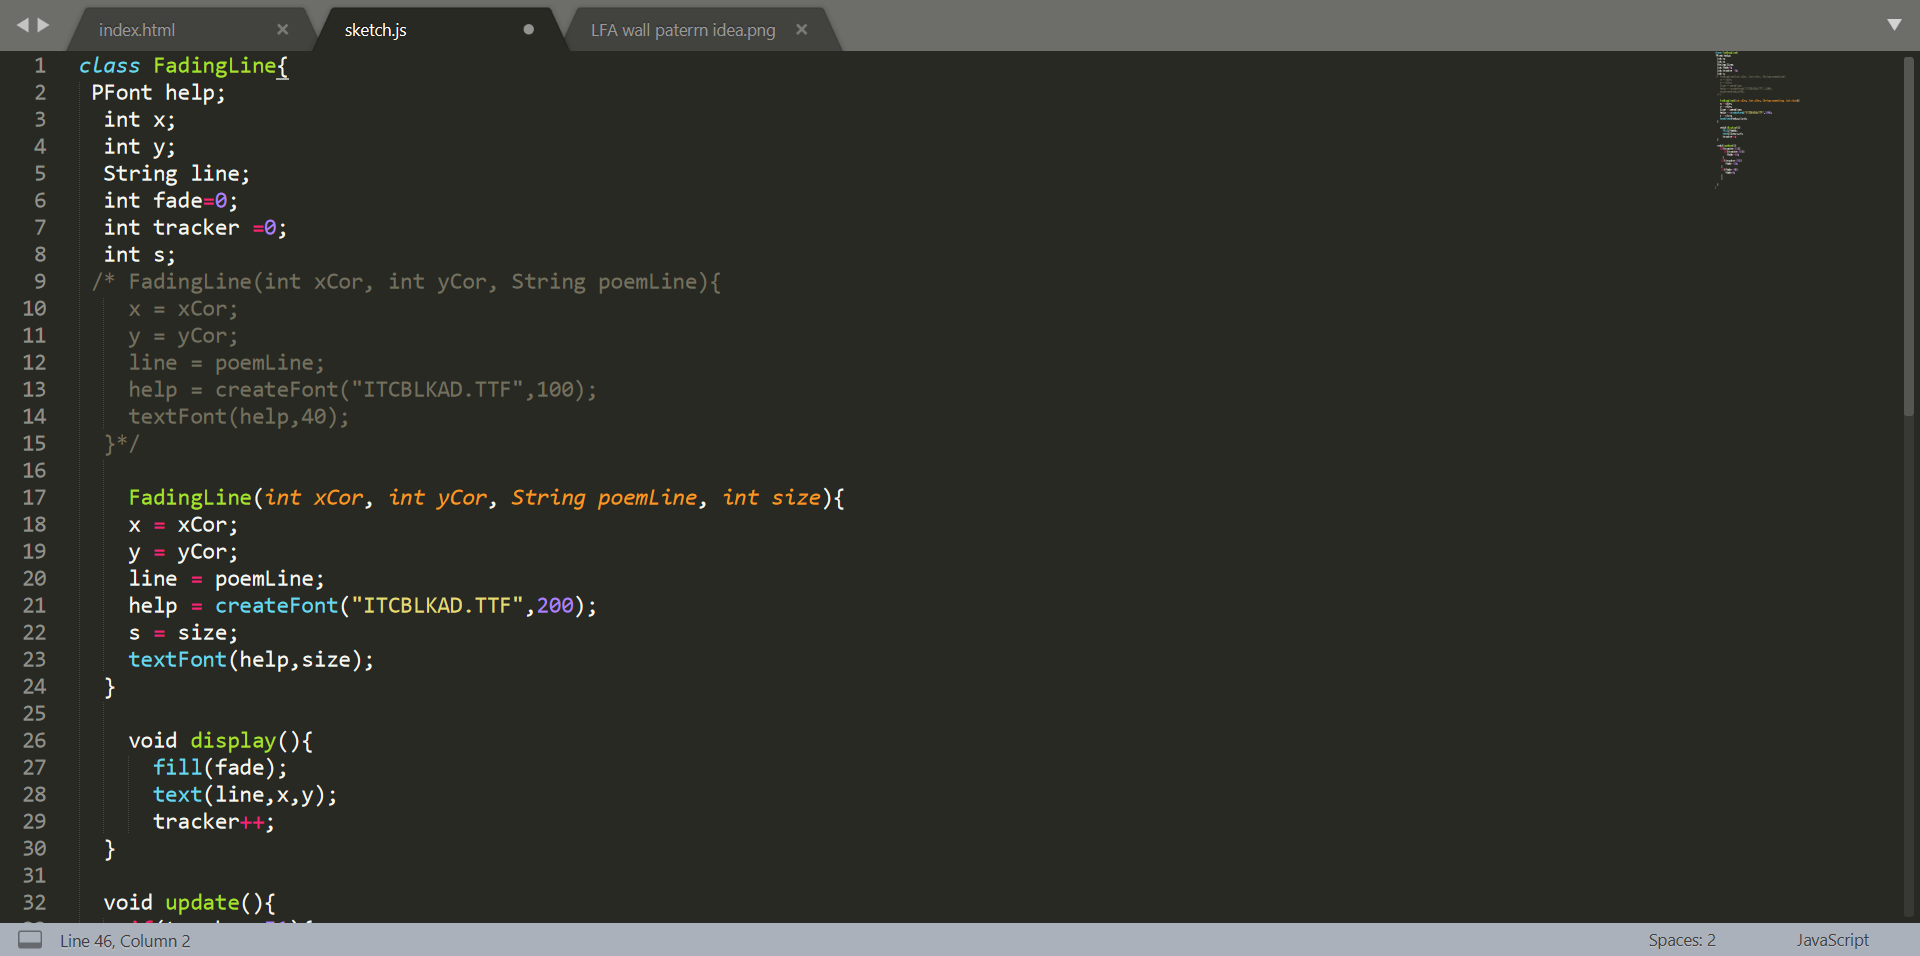 index.html
sketch.js
LFA wall paterm idea.png
1 class FadingLine{
2 PFont help;
3 int x;
4 int y;
5 String line;
6 int fade=0;
7 int tracker =0;
8 int s;
9 /* FadingLine(int xCor, int yCor, String poemLine){
10 x = xCor;
11 y = yCor;
12 line = poemLine;
13 help = createFont("ITCBLKAD.TTF",100);
14 textFont(help,40);
15 }*/
16
17 FadingLine(int xCor, int yCor, String poemLine, int size){
18 x = xCor;
19 y = yCor;
20 line = poemLine;
21 help = createFont("ITCBLKAD.TTF",200);
22 s = size;
23 textFont(help,size);
24 }
25
26 void display(){
27 fill(fade);
28 text(line,x,y);
29 tracker++;
30 }
31
32 void update(){
Line 46, Column 2
Spaces: 2
JavaScript